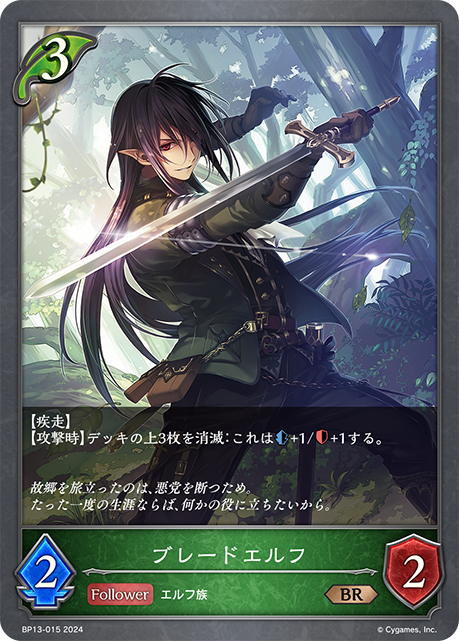 3
【疾走】
【攻撃時】デッキの上3枚を消滅：これは+1/+1する。
故郷を旅立ったのは、悪党を断つため。
たった一度の生涯ならば、何かの役に立ちたいから。
ブレードエルフ
2
Follower エルフ族
BR
2
BP13-015 2024
© Cygames, Inc.